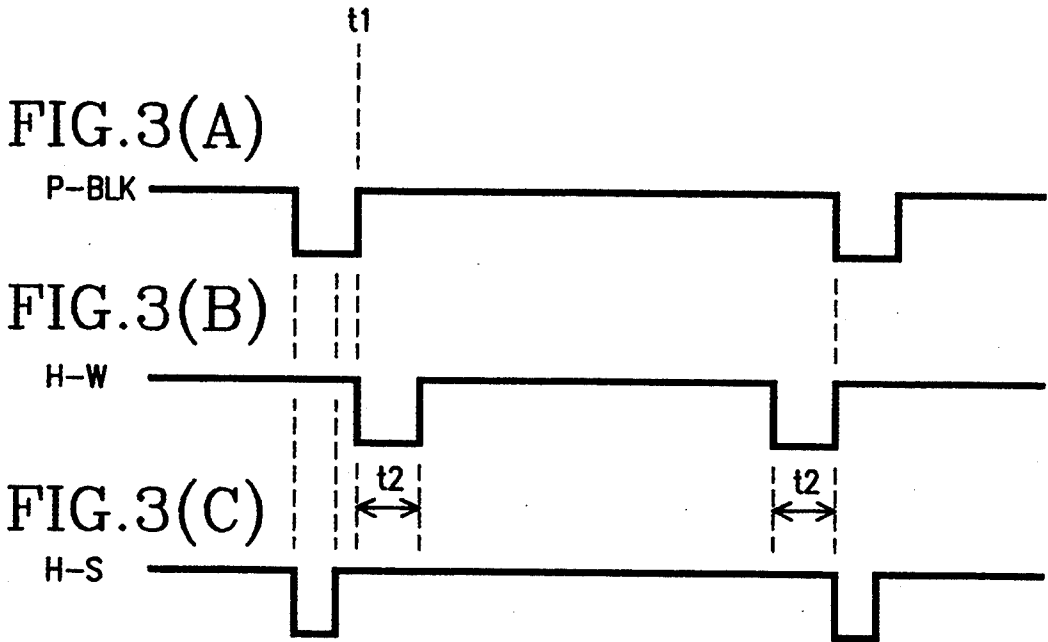 t1
FIG.3(A)
P-BLK
FIG.3(B)
H-W
t2
t2
FIG.3(C)
H-S